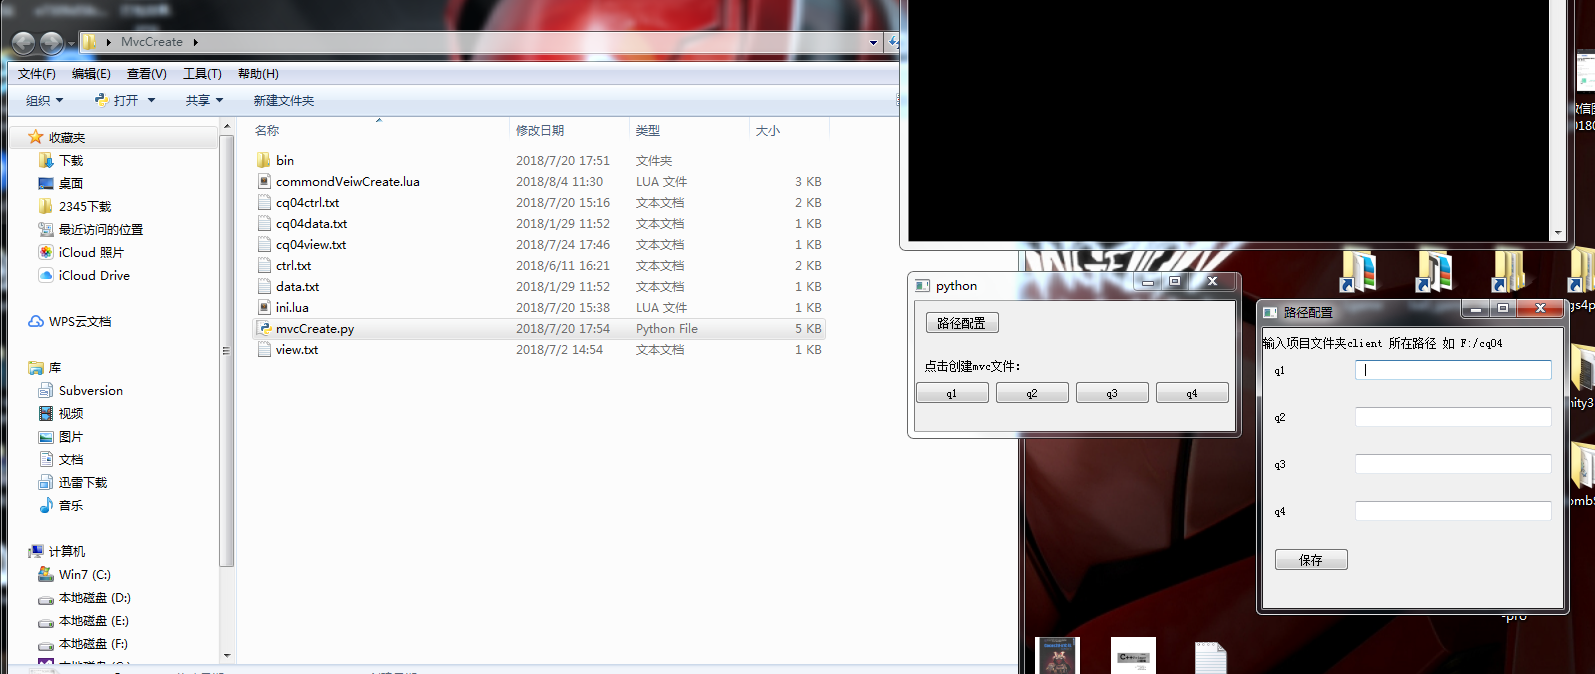 MvcCreate
文件(F) 编辑(E) 查看(V) 工具(T) 帮助(H)
组织 打开 共享 新建文件夹
收藏夹
下载
桌面
2345下载
最近访问的位置
iCloud 照片
iCloud Drive
WPS云文档
库
Subversion
视频
图片
文档
迅雷下载
音乐
计算机
Win7 (C:)
本地磁盘 (D:)
本地磁盘 (E:)
本地磁盘 (F:)
名称 修改日期 类型 大小
bin 2018/7/20 17:51 文件夹
commondVeiwCreate.lua 2018/8/4 11:30 LUA 文件 3 KB
cq04ctrl.txt 2018/7/20 15:16 文本文档 2 KB
cq04data.txt 2018/1/29 11:52 文本文档 1 KB
cq04view.txt 2018/7/24 17:46 文本文档 1 KB
ctrl.txt 2018/6/11 16:21 文本文档 2 KB
data.txt 2018/1/29 11:52 文本文档 1 KB
ini.lua 2018/7/20 15:38 LUA 文件 1 KB
mvcCreate.py 2018/7/20 17:54 Python File 5 KB
view.txt 2018/7/2 14:54 文本文档 1 KB
python
路径配置
点击创建mvc文件:
q1 q2 q3 q4
路径配置
输入项目文件夹client 所在路径 如 F:/cq04
q1
q2
q3
q4
保存
-pro
C++